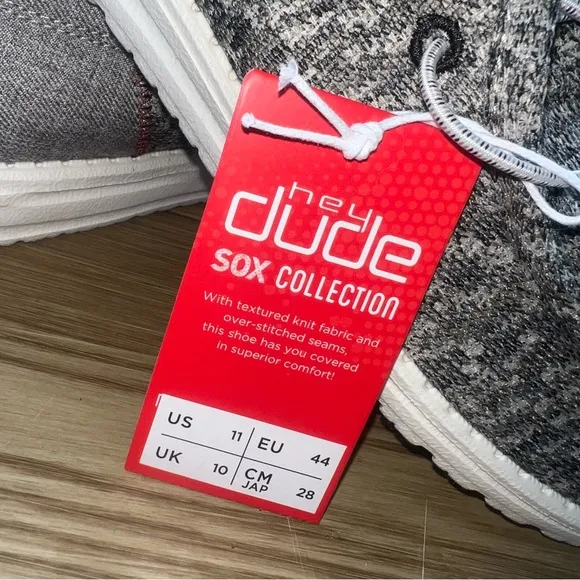 hey
dude
SOX COLLECTION
With textured knit fabric and
over-stitched seams,
this shoe has you covered
in superior comfort!
US 11 EU 44
UK 10 CM JAP 28